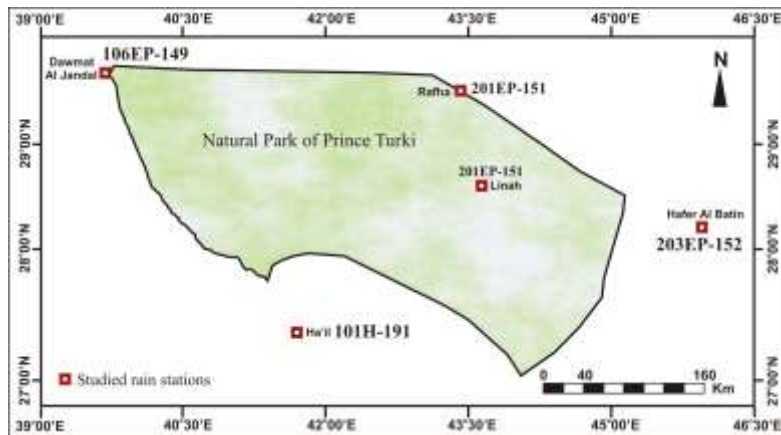 39°00'E 40°30'E 42°00'E 43°30'E 45°00'E 46°30'E
Dawmat
Al Jandal
106EP-149
N
Rafha
201EP-151
29°00'N
29°00'N
Natural Park of Prince Turki
201EP-151
Linah
Hafer Al Batin
203EP-152
28°00'N
28°00'N
Ha'il 101H-191
27°00'N
Studied rain stations
0 40 160
Km
27°00'N
39°00'E 40°30'E 42°00'E 43°30'E 45°00'E 46°30'E